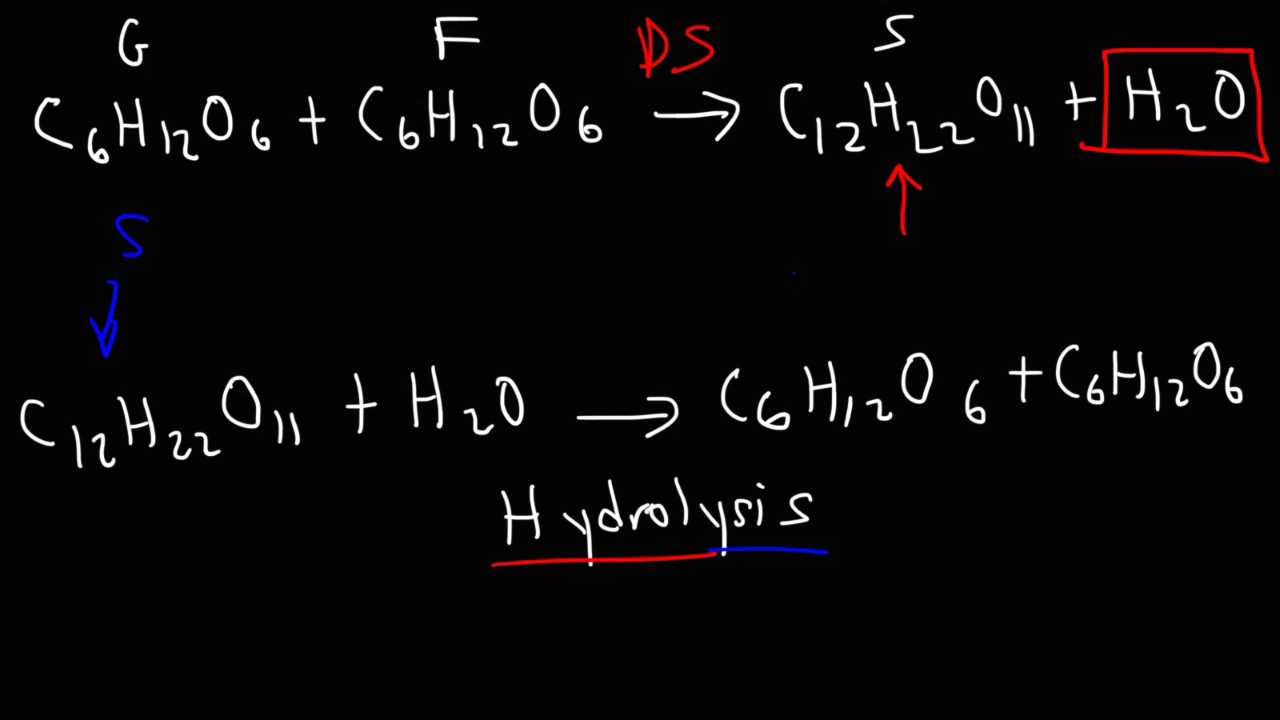 G F DS S
C₆H₁₂O₆ + C₆H₁₂O₆ → C₁₂H₂₂O₁₁ + H₂O
S
C₁₂H₂₂O₁₁ + H₂O → C₆H₁₂O₆ + C₆H₁₂O₆
Hydrolysis